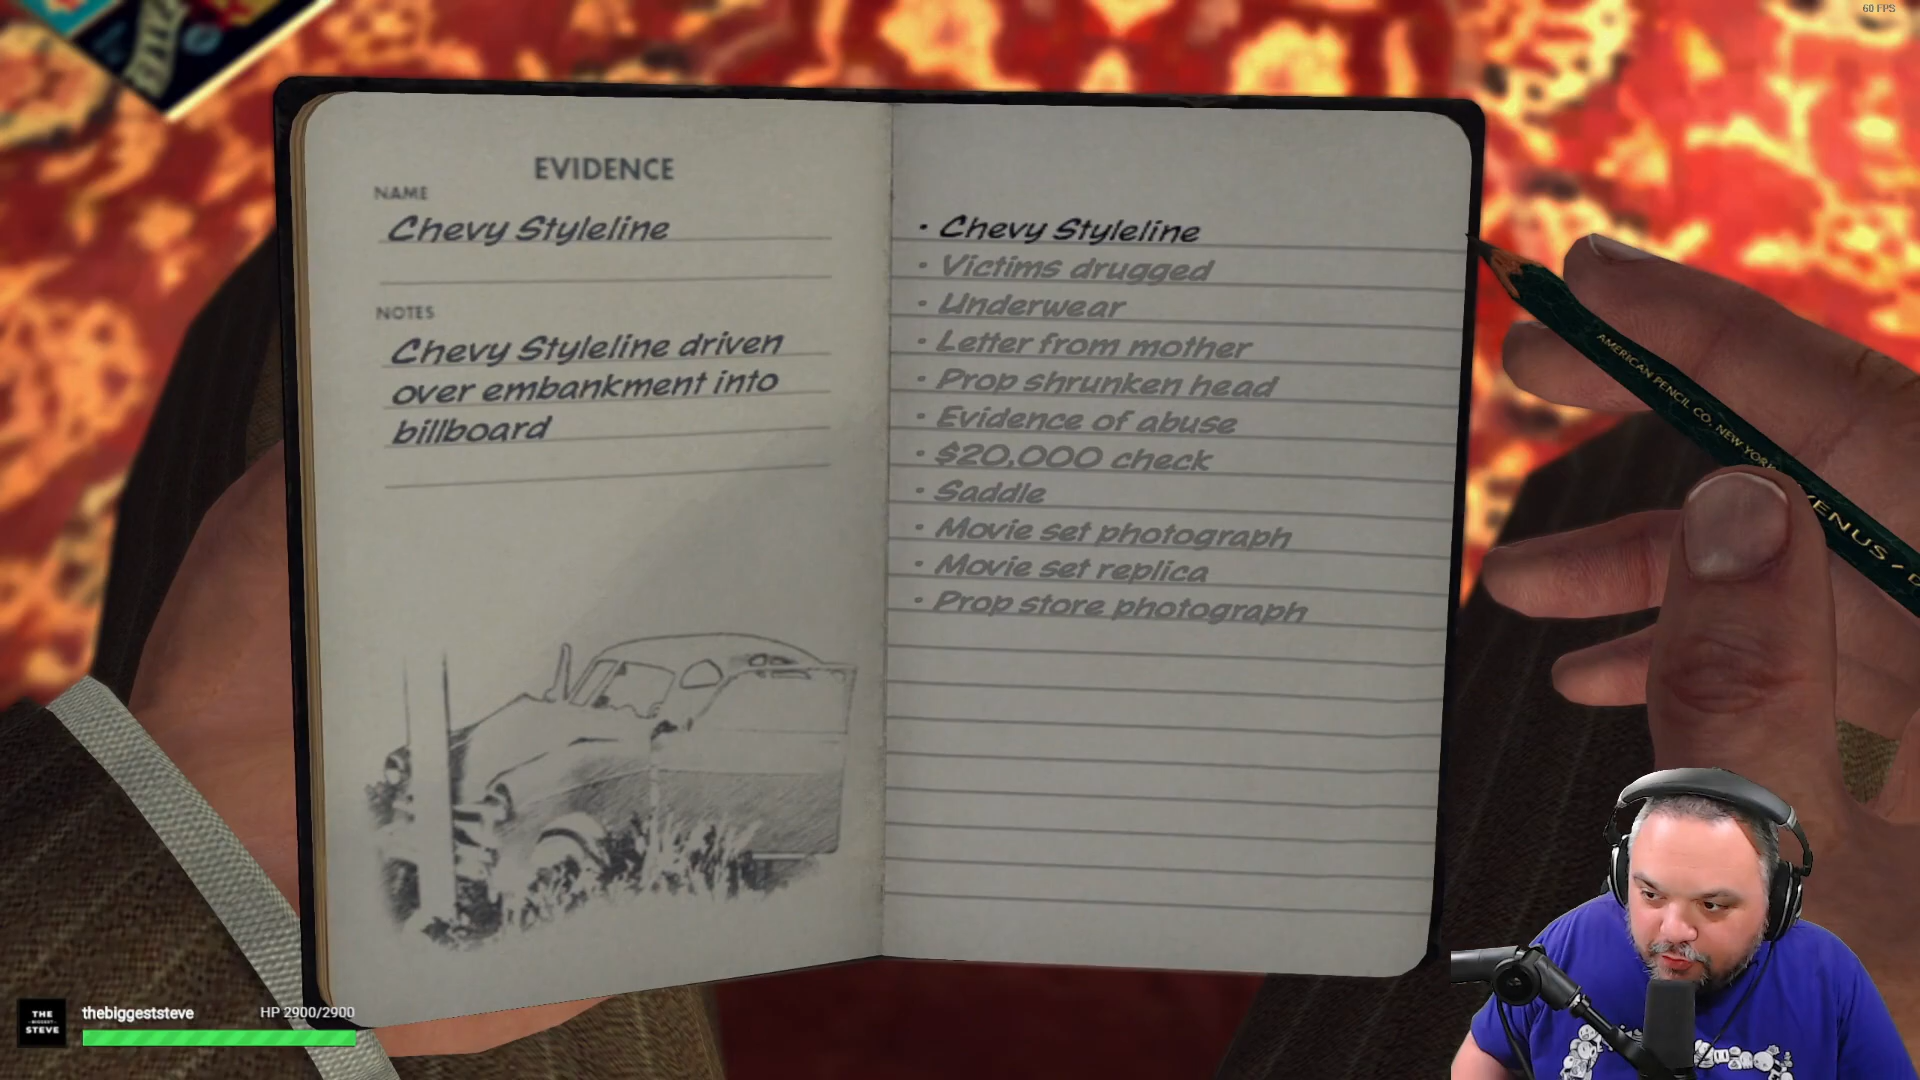 60 FPS
EVIDENCE
NAME
Chevy Styleline
NOTES
Chevy Styleline driven
over embankment into
billboard
• Chevy Styleline
• Victims drugged
• Underwear
• Letter from mother
• Prop shrunken head
• Evidence of abuse
• $20,000 check
• Saddle
• Movie set photograph
• Movie set replica
• Prop store photograph
AMERICAN PENCIL CO. NEW YORK
VENUS
THE
STEVE
thebiggeststeve
HP 2900/2900